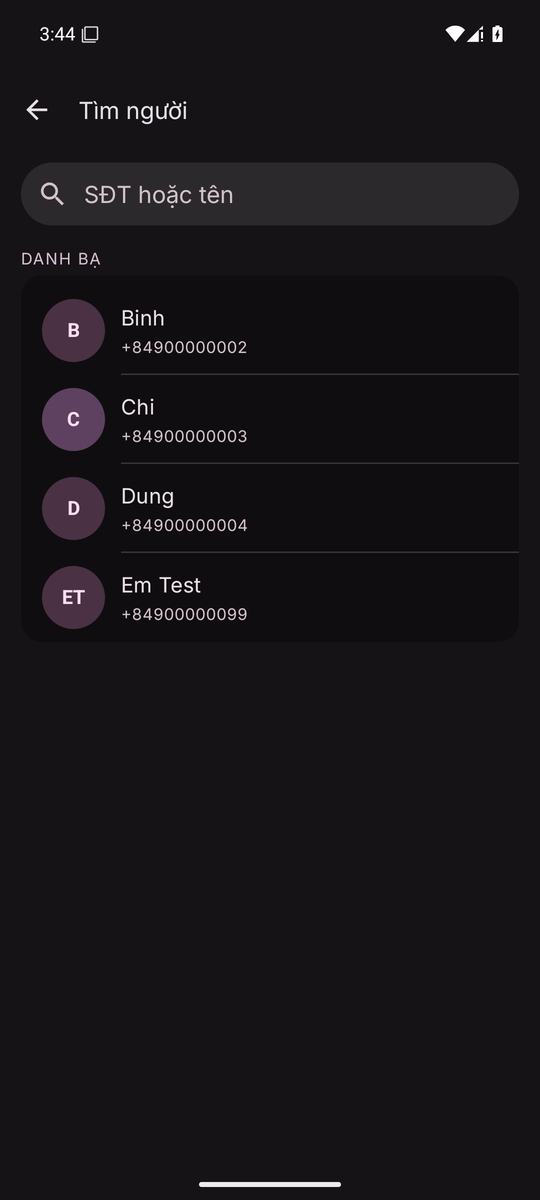 3:44
Tìm người
SĐT hoặc tên
DANH BẠ
B
Binh
+84900000002
C
Chi
+84900000003
D
Dung
+84900000004
ET
Em Test
+84900000099